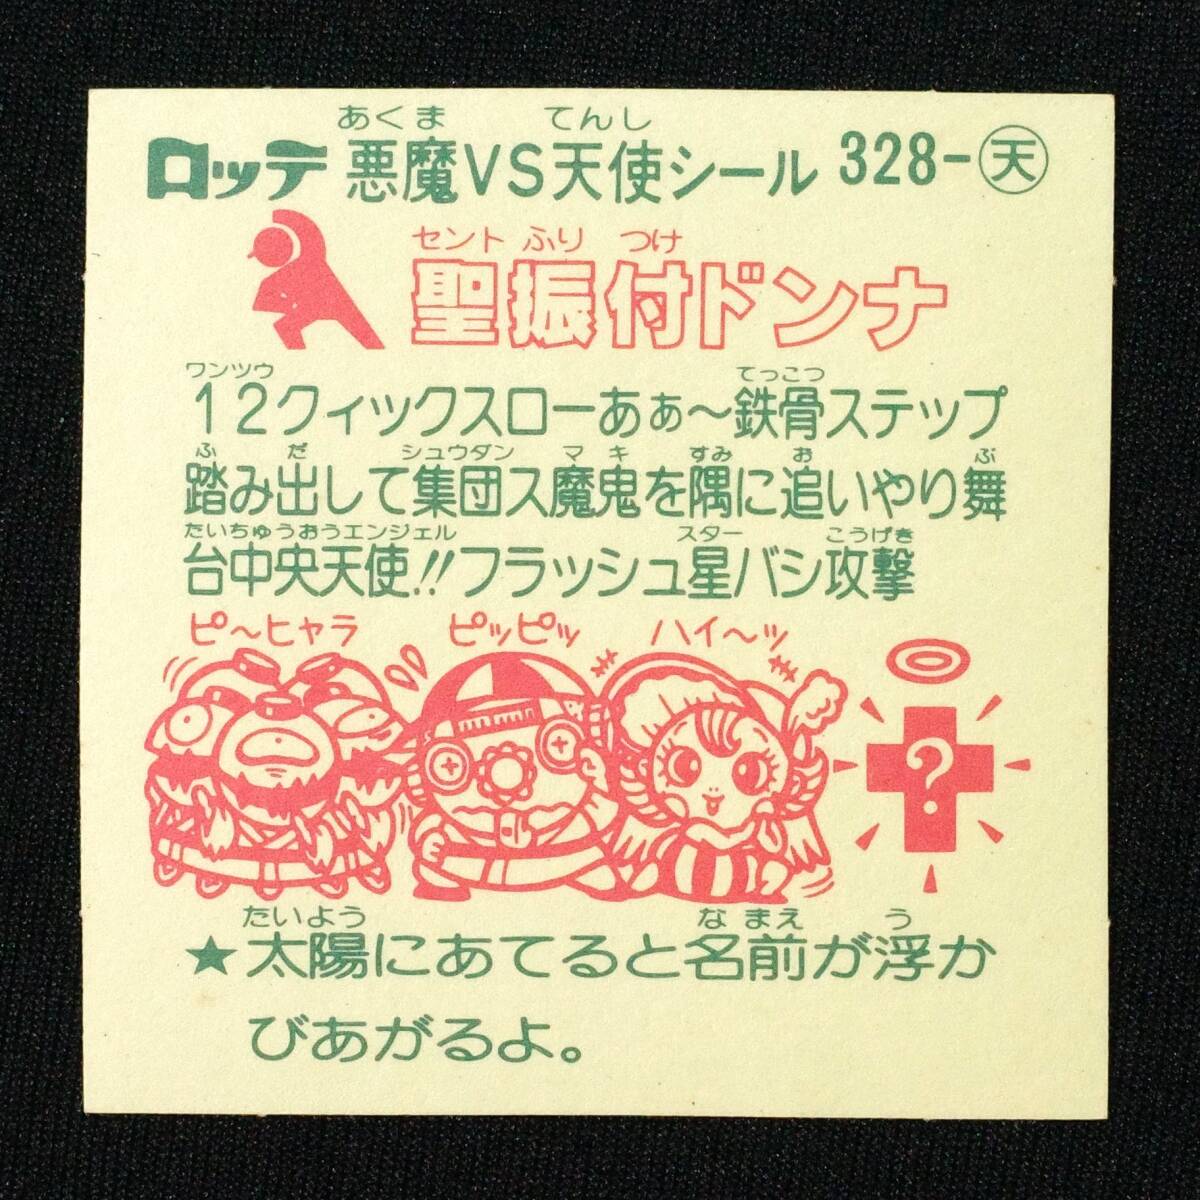 あくま てんし
ロッテ 悪魔VS天使シール 328-天
セント ふり つけ
聖振付ドンナ
ワンツウ てっこつ
12クィックスローあぁ〜鉄骨ステップ
ふ だ シュウダン マ キ すみ お ぶ
踏み出して集団ス魔鬼を隅に追いやり舞
たいちゅうおうエンジェル スター こうげき
台中央天使!!フラッシュ星バシ攻撃
ピ〜ヒャラ ピッピッ ハイ〜ッ
?
たいよう な まえ う
★太陽にあてると名前が浮か
びあがるよ。